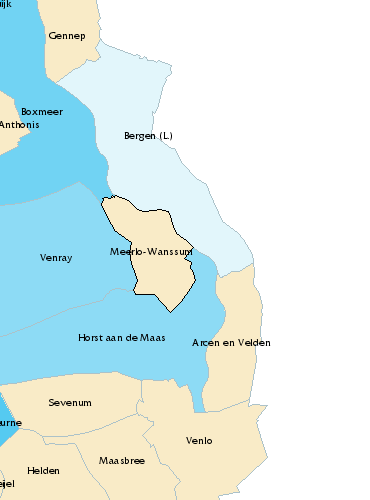 ijk
Gennep
Boxmeer
Anthonis
Bergen (L.)
Meerlo-Wanssum
Venray
Horst aan de Maas
Arcen en Velden
Sevenum
urne
Venlo
Maasbree
Helden
ijel